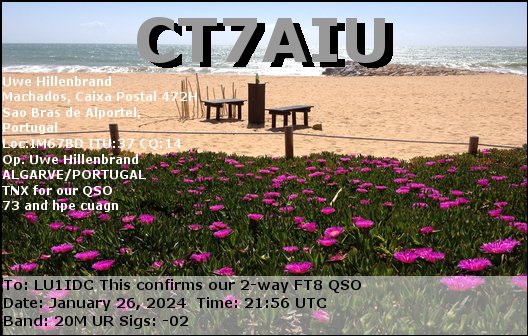 CT7AIU
Uwe Hillenbrand
Machados, Caixa Postal 472H
Sao Bras de Alportel,
Portugal
Loc:IM67BD,ITU:37 CQ:14
Op. Uwe Hillenbrand
ALGARVE/PORTUGAL
TNX for our QSO
73 and hpe cuagn
To: LU1IDC This confirms our 2-way FT8 QSO
Date: January 26, 2024 Time: 21:56 UTC
Band: 20M UR Sigs: -02